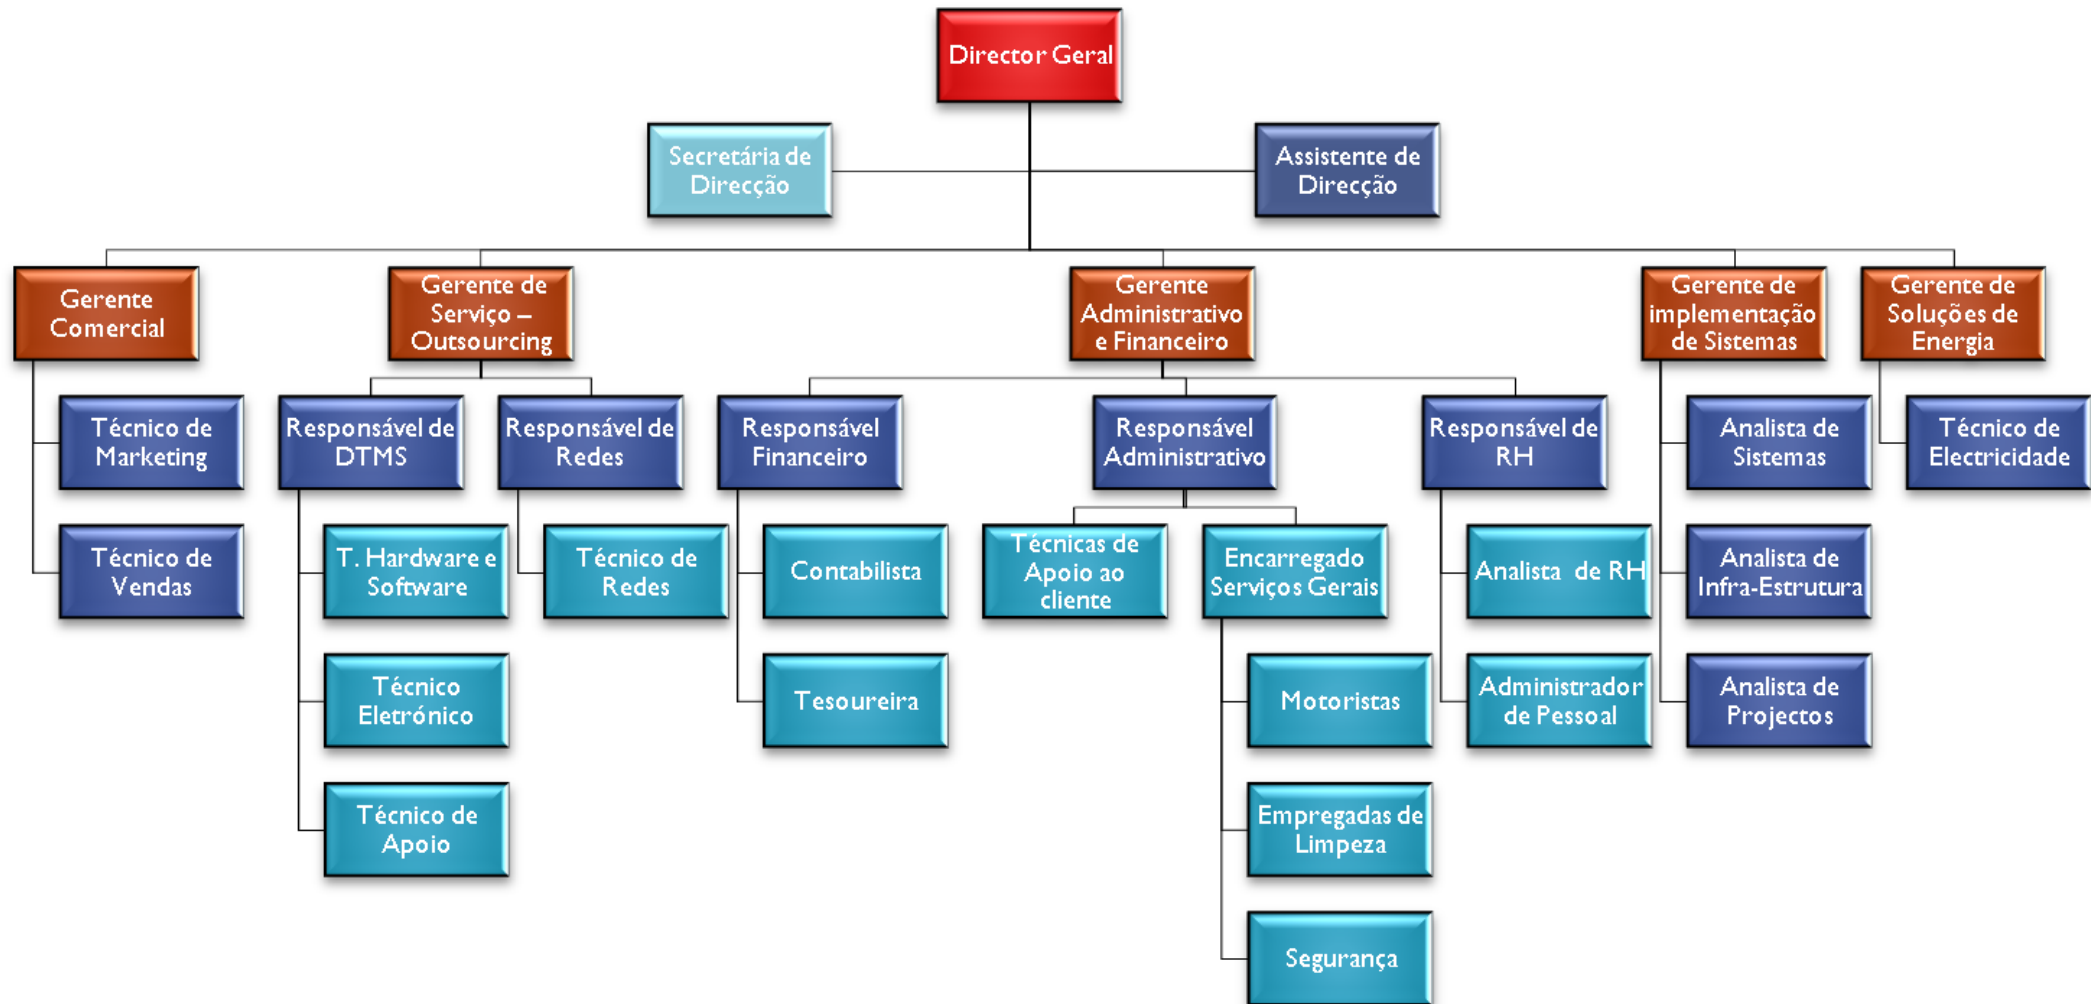 Director Geral
Secretária de
Direcção
Assistente de
Direcção
Gerente
Comercial
Gerente de
Serviço –
Outsourcing
Gerente
Administrativo
e Financeiro
Gerente de
implementação
de Sistemas
Gerente de
Soluções de
Energia
Técnico de
Marketing
Responsável de
DTMS
Responsável de
Redes
Responsável
Financeiro
Responsável
Administrativo
Responsável de
RH
Analista de
Sistemas
Técnico de
Electricidade
Técnico de
Vendas
T. Hardware e
Software
Técnico de
Redes
Contabilista
Técnicas de
Apoio ao
cliente
Encarregado
Serviços Gerais
Analista de RH
Analista de
Infra-Estrutura
Técnico
Eletrónico
Tesoureira
Motoristas
Administrador
de Pessoal
Analista de
Projectos
Técnico de
Apoio
Empregadas de
Limpeza
Segurança